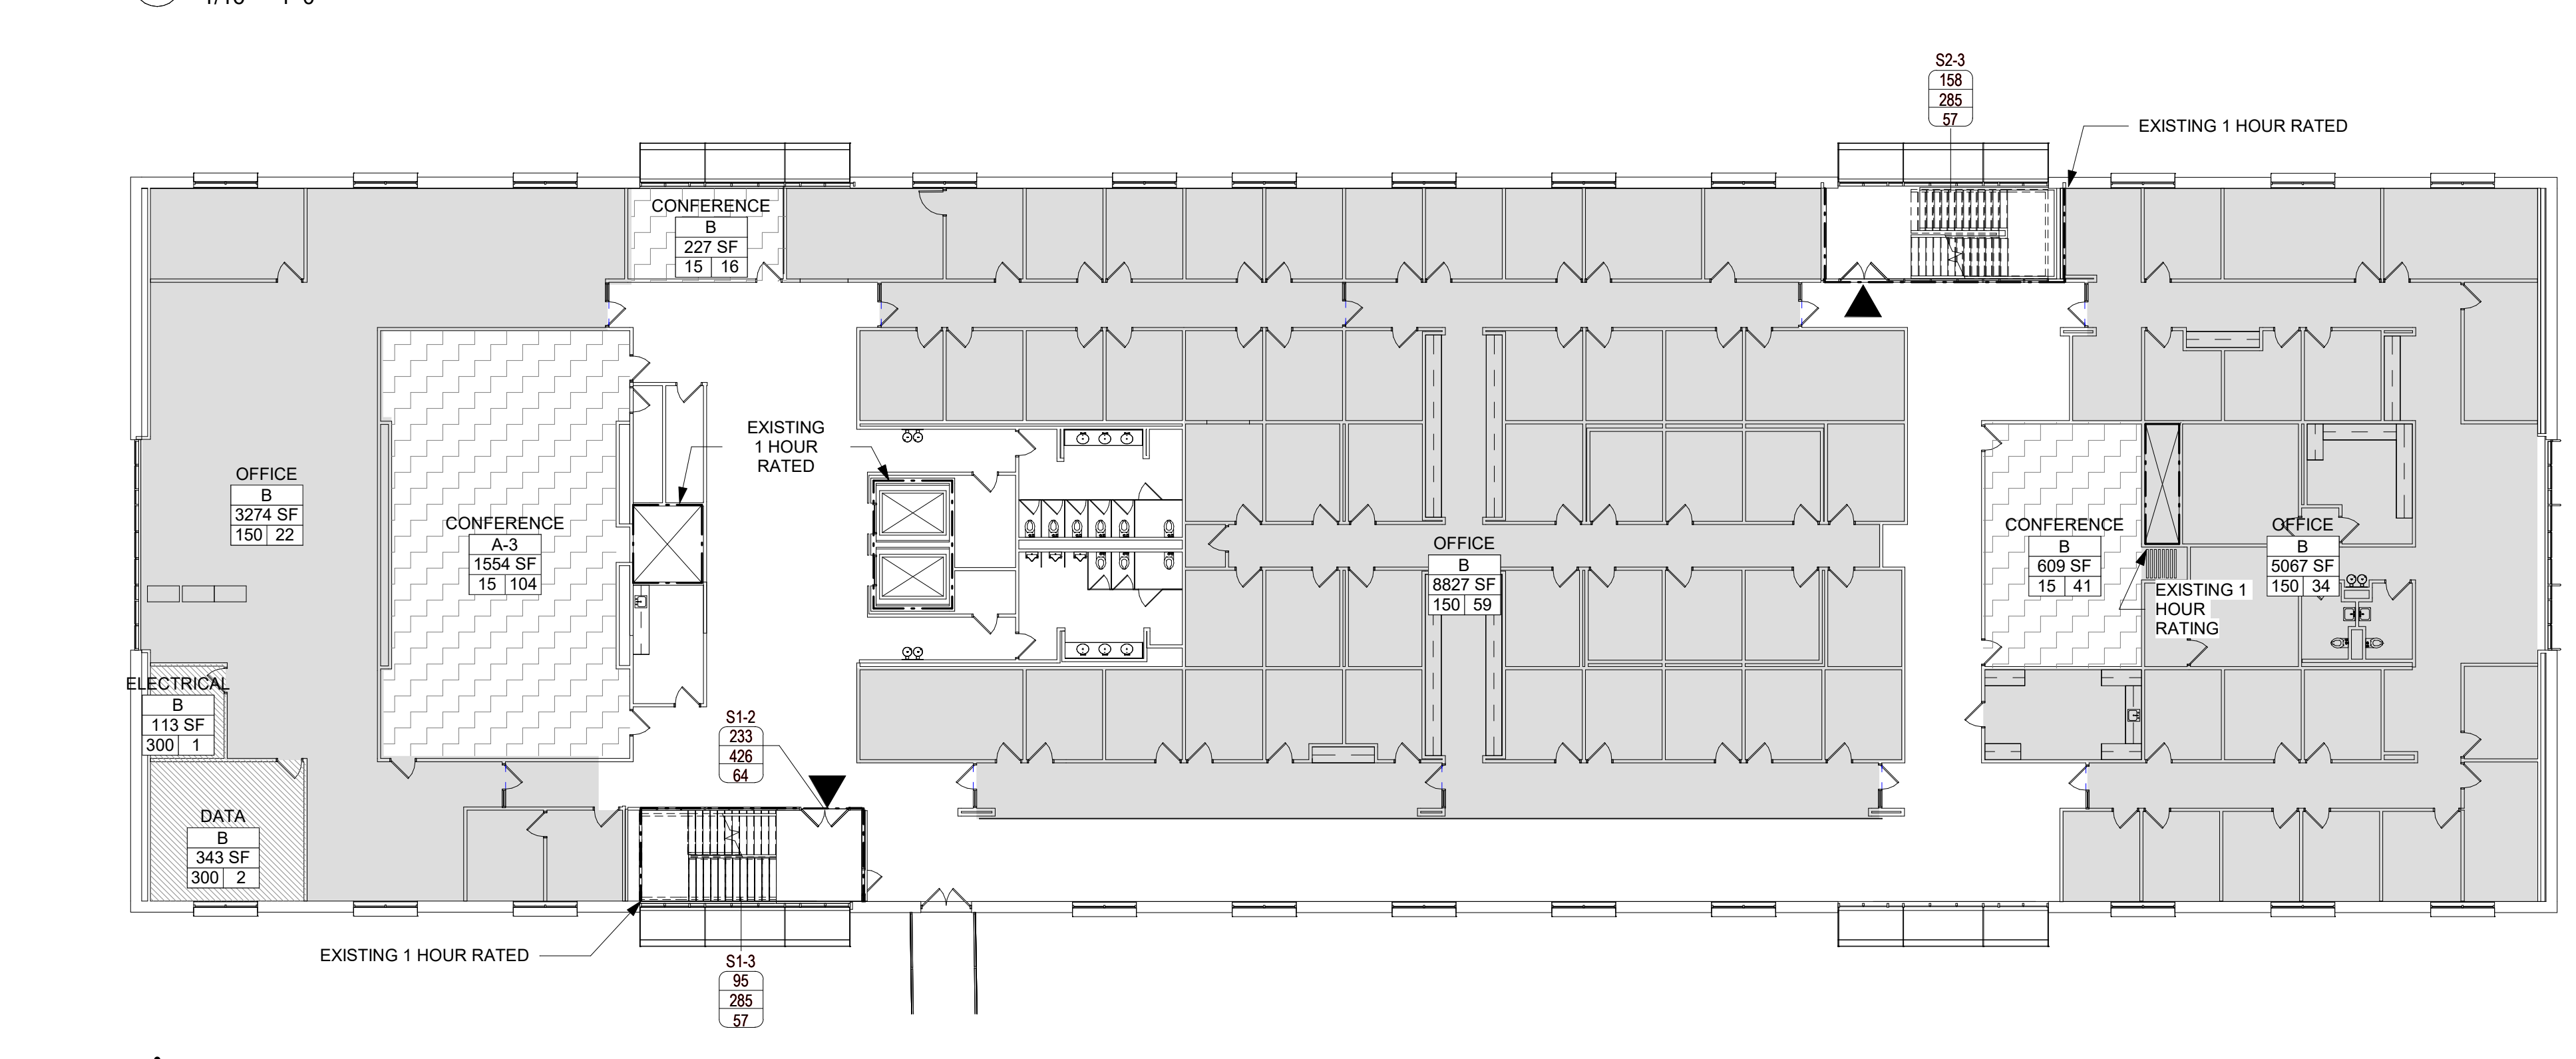 S2-3
158
285
57
EXISTING 1 HOUR RATED
CONFERENCE
B
227 SF
15 16
EXISTING
1 HOUR
RATED
OFFICE
B
3274 SF
150 22
CONFERENCE
A-3
1554 SF
15 104
OFFICE
B
8827 SF
150 59
CONFERENCE
B
609 SF
15 41
OFFICE
B
5067 SF
150 34
EXISTING 1
HOUR
RATING
ELECTRICAL
B
113 SF
300 1
S1-2
233
426
64
DATA
B
343 SF
300 2
EXISTING 1 HOUR RATED
S1-3
95
285
57